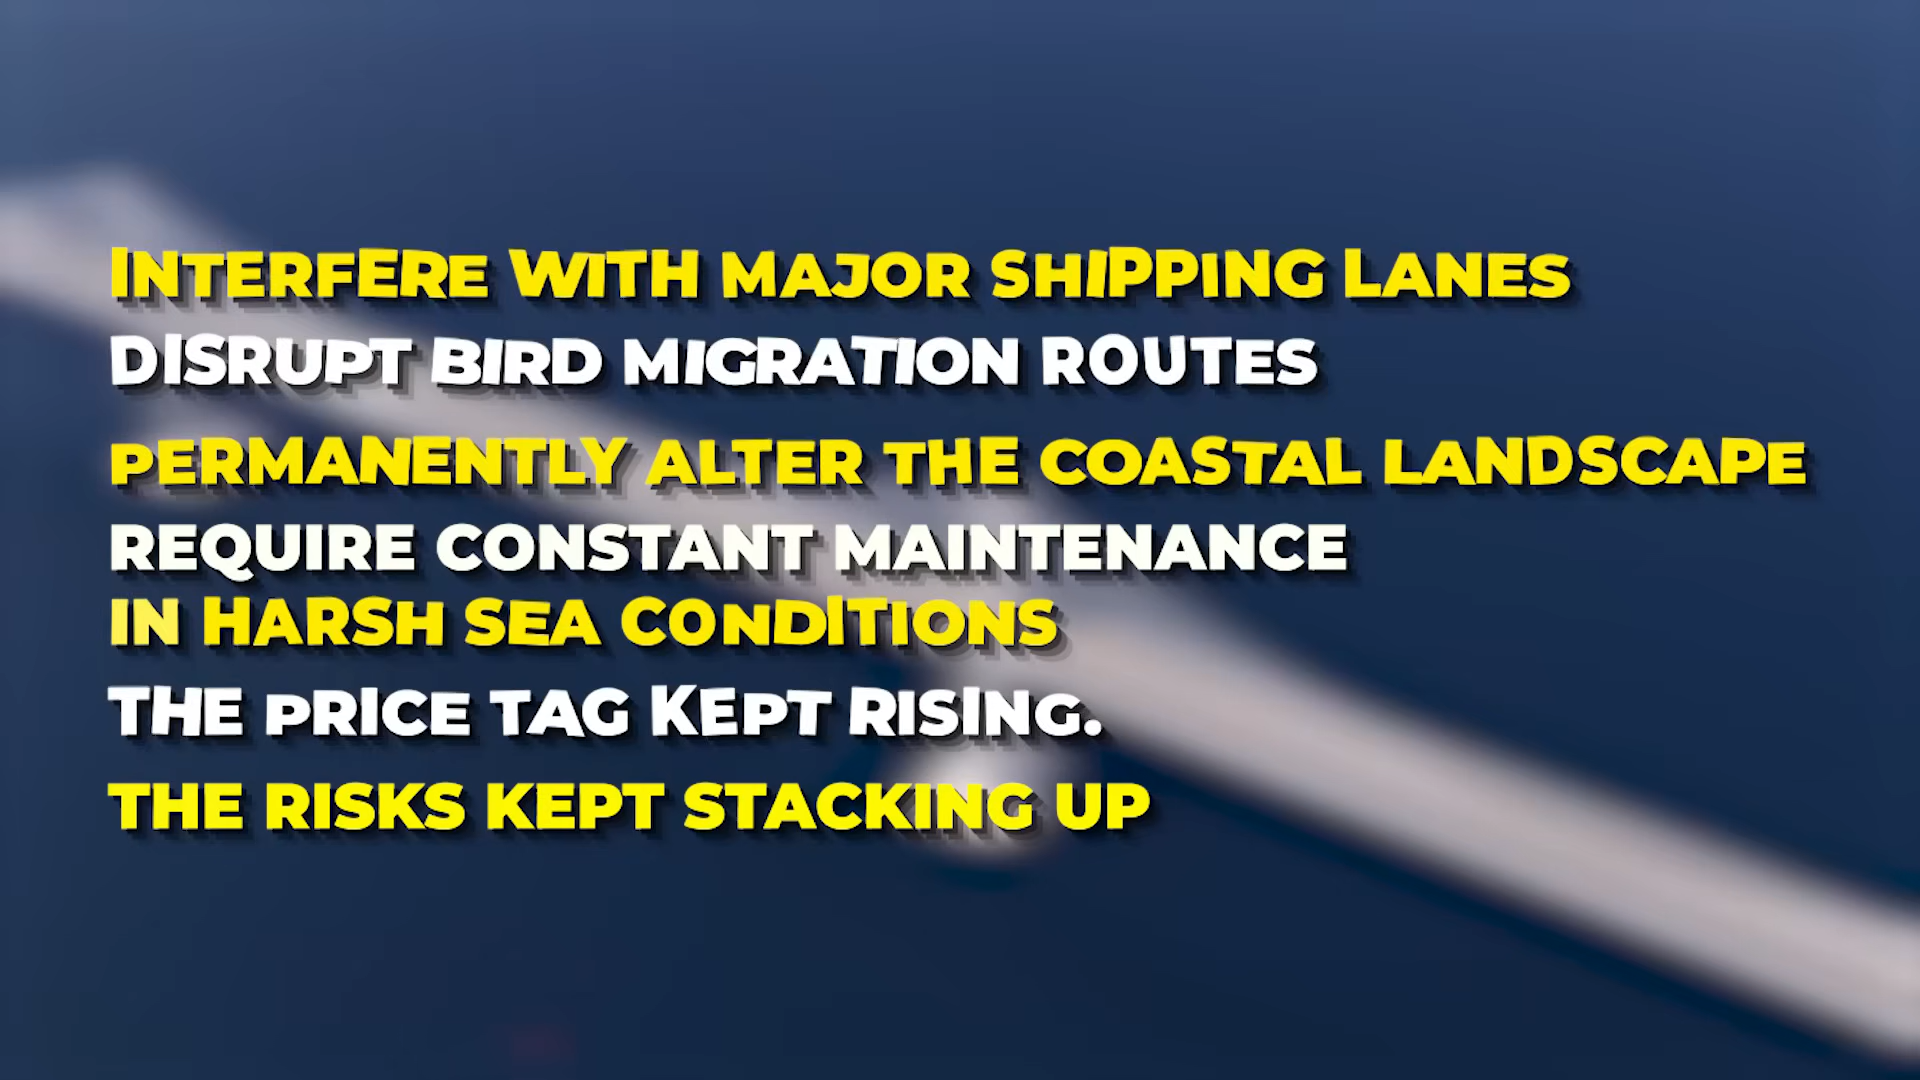 INTERFERE WITH MAJOR SHIPPING LANES
DISRUPT BIRD MIGRATION ROUTES
PERMANENTLY ALTER THE COASTAL LANDSCAPE
REQUIRE CONSTANT MAINTENANCE
IN HARSH SEA CONDITIONS
THE PRICE TAG KEPT RISING.
THE RISKS KEPT STACKING UP